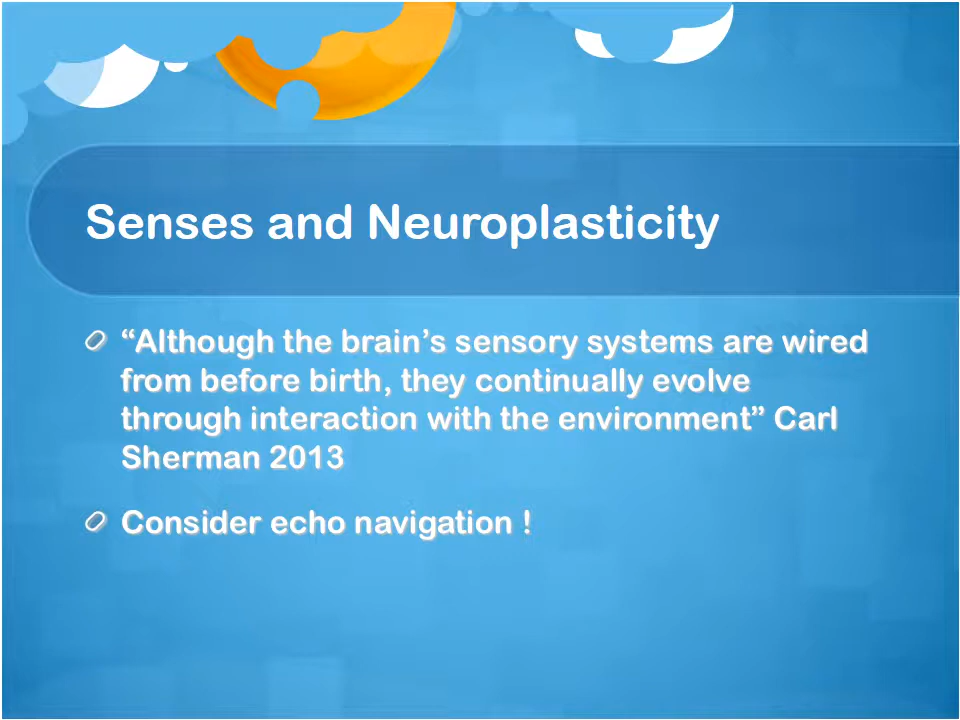 Senses and Neuroplasticity
“Although the brain’s sensory systems are wired
from before birth, they continually evolve
through interaction with the environment” Carl
Sherman 2013
Consider echo navigation !